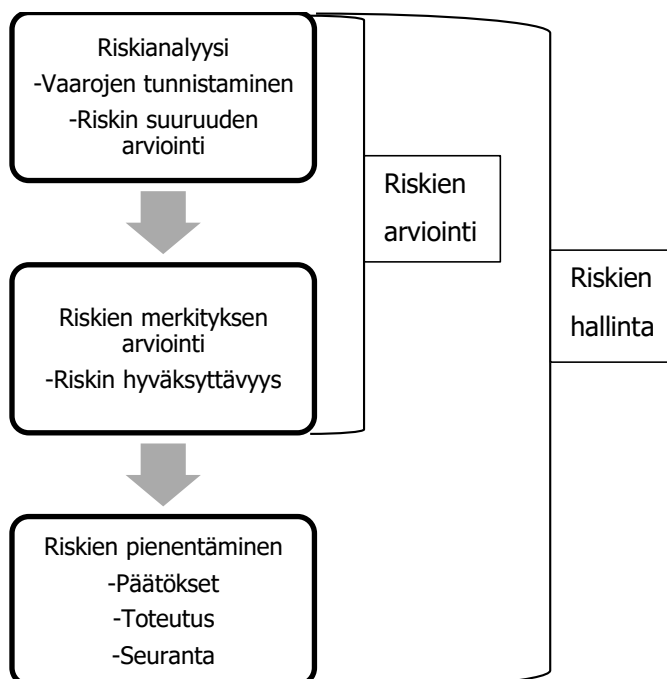 Riskianalyysi
-Vaarojen tunnistaminen
-Riskin suuruuden
arviointi
Riskien
arviointi
Riskien
hallinta
Riskien merkityksen
arviointi
-Riskin hyväksyttävyys
Riskien pienentäminen
-Päätökset
-Toteutus
-Seuranta